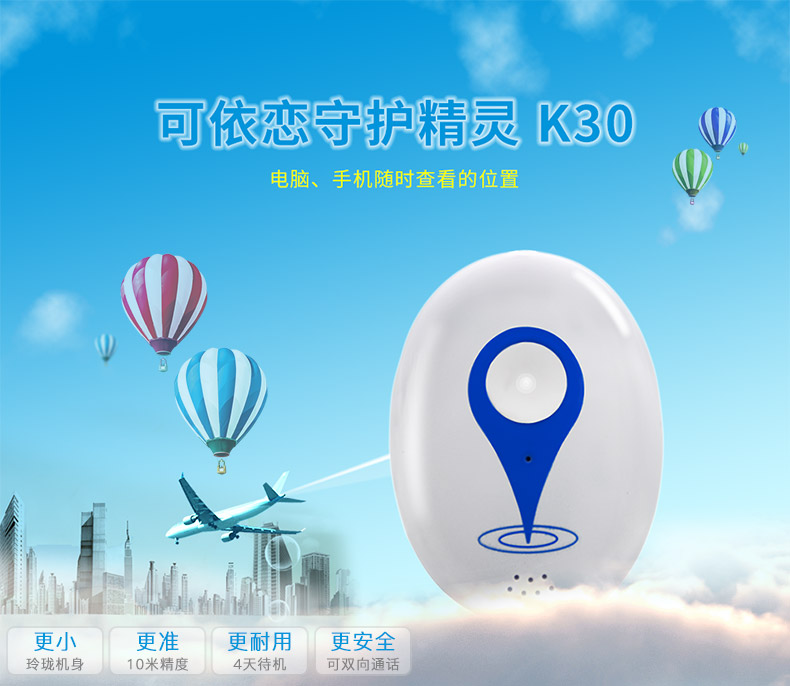 可依恋守护精灵 K30
电脑、手机随时查看的位置
更小
玲珑机身
更准
10米精度
更耐用
4天待机
更安全
可双向通话